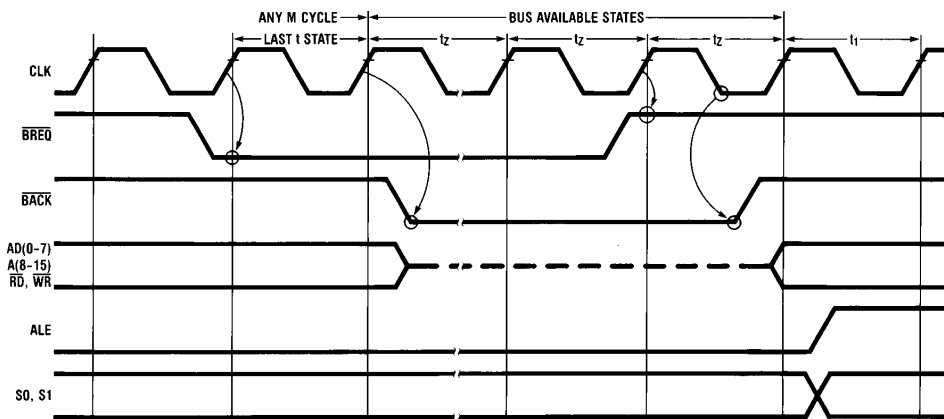 ANY M CYCLE BUS AVAILABLE STATES
LAST t STATE tZ tZ tZ t1
CLK
BREQ
BACK
AD(0-7)
A(8-15)
RD, WR
ALE
S0, S1